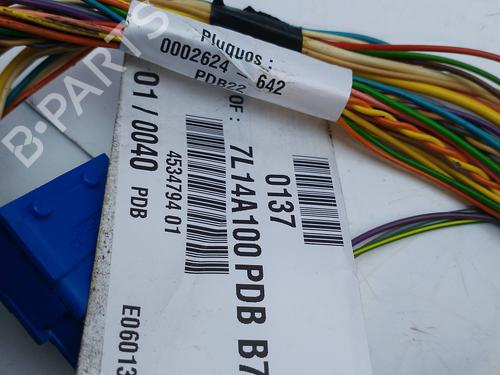 Pluquos :
0002624 - 642
PDB22
OF :
0137
7L14A100 PDB B7
4534794 01
01 / 0040 PDB
E06013
B-PARTS